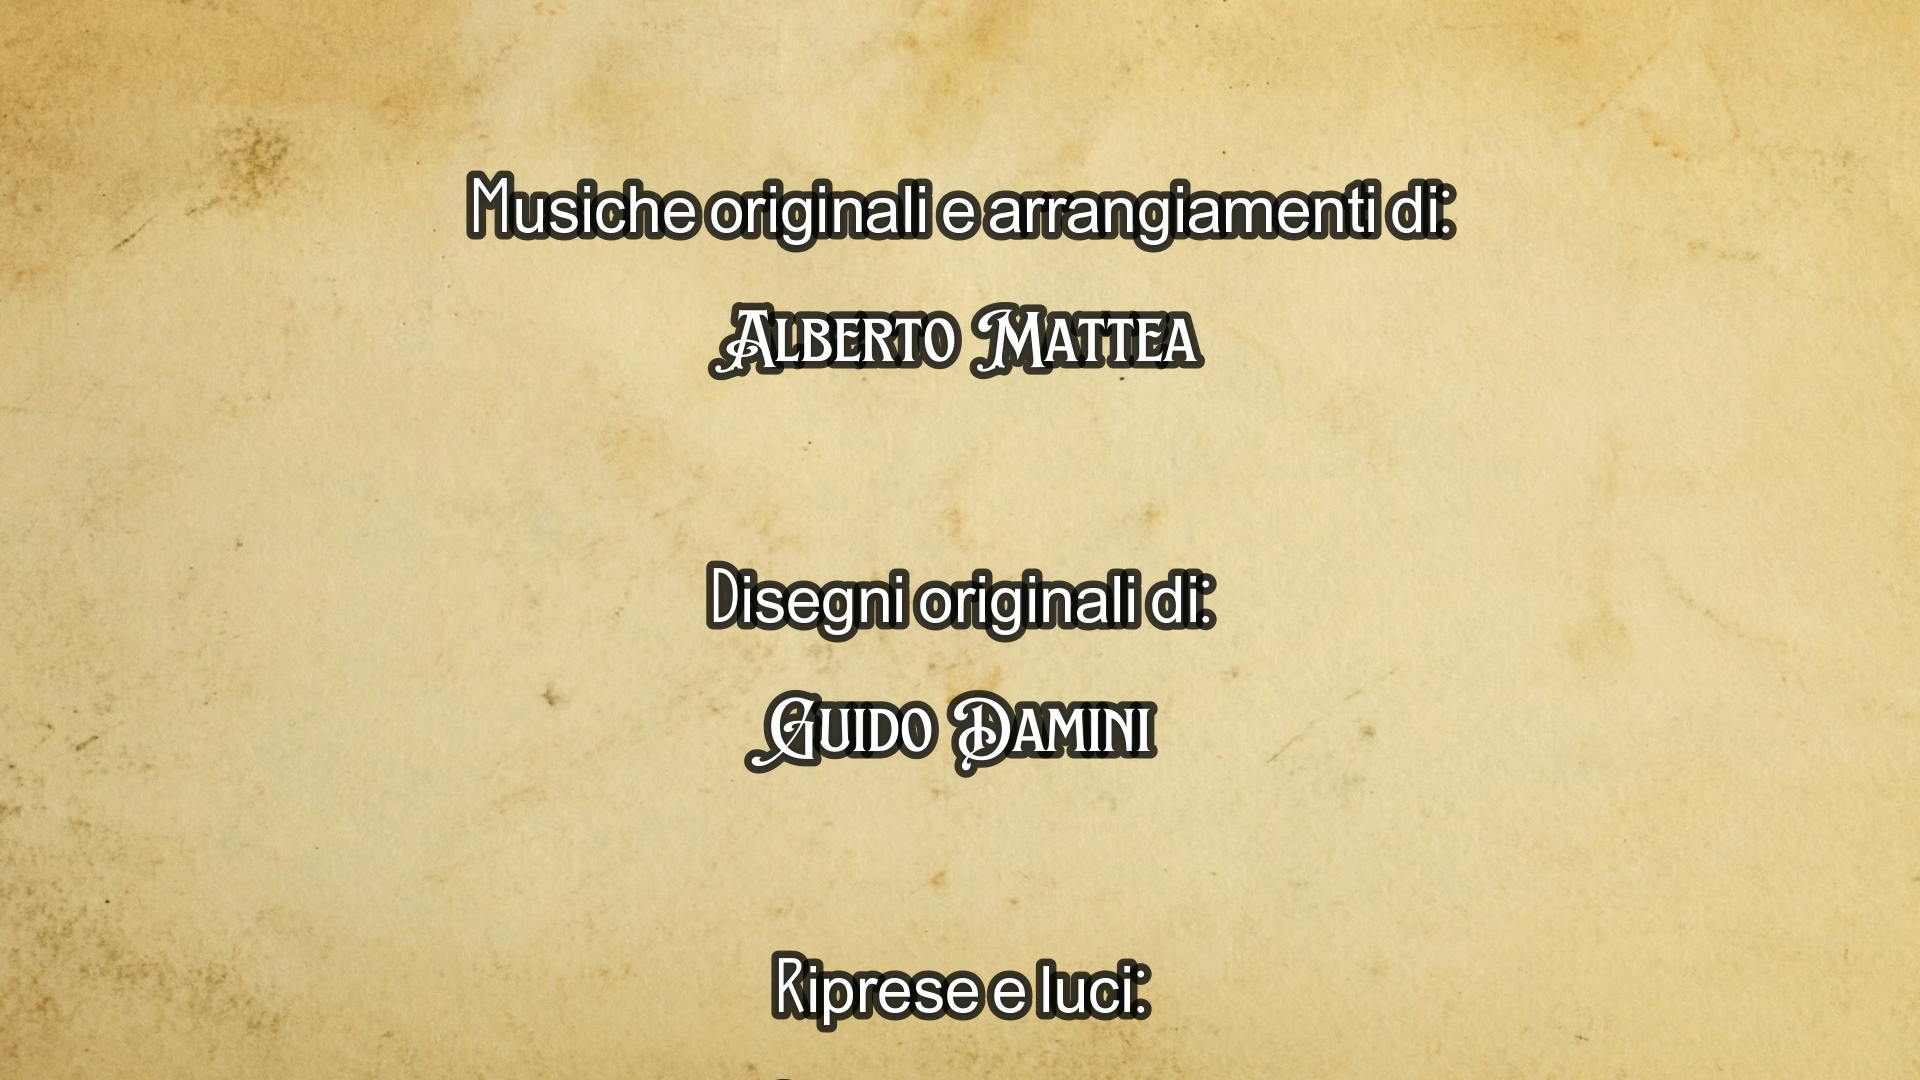 Musiche originali e arrangiamenti di:
Alberto Mattea
Disegni originali di:
Guido Damini
Riprese e luci: